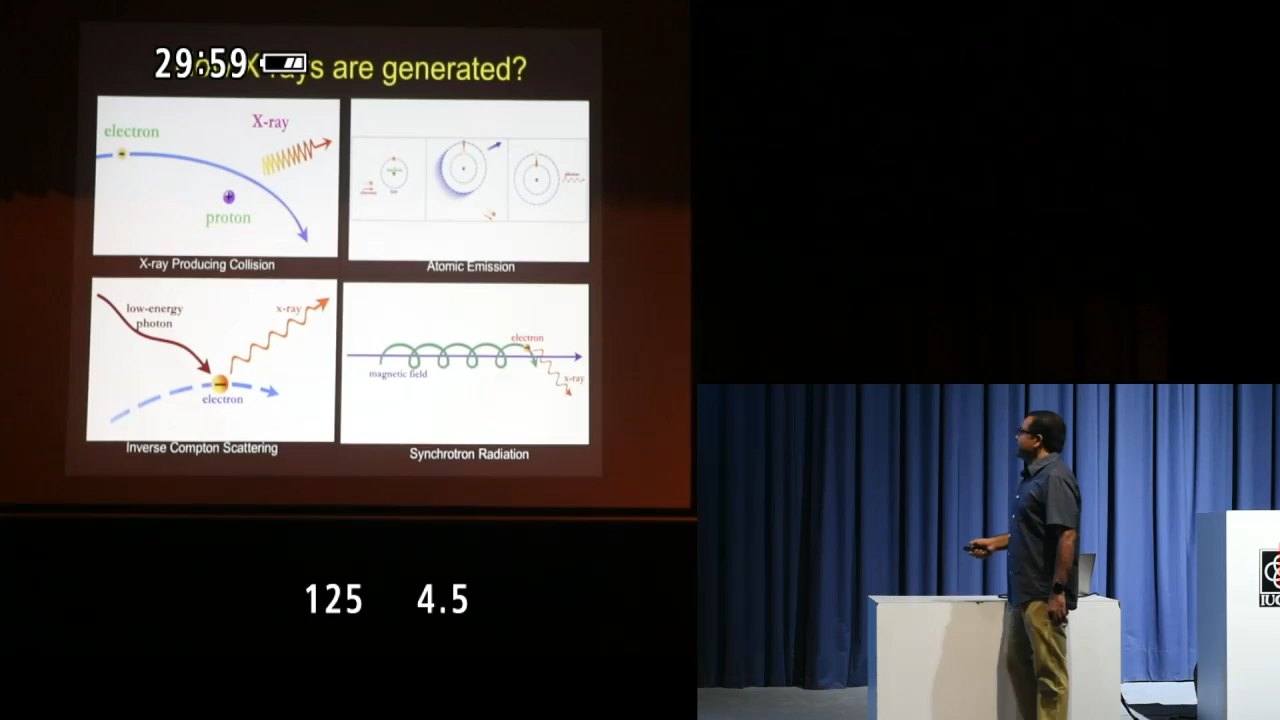 29:59
X-rays are generated?
electron
X-ray
proton
X-ray Producing Collision
photon
Atomic Emission
low-energy
photon
x-ray
electron
Inverse Compton Scattering
electron
magnetic field
x-ray
Synchrotron Radiation
125 4.5